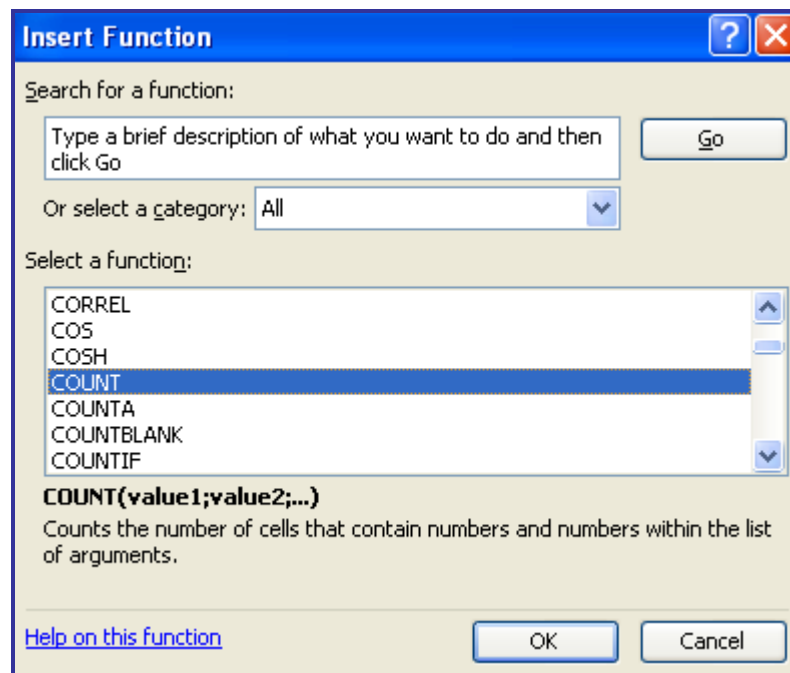 Insert Function
Search for a function:
Type a brief description of what you want to do and then
click Go
Go
Or select a category: All
Select a function:
CORREL
COS
COSH
COUNT
COUNTA
COUNTBLANK
COUNTIF
COUNT(value1;value2;...)
Counts the number of cells that contain numbers and numbers within the list
of arguments.
Help on this function
OK
Cancel